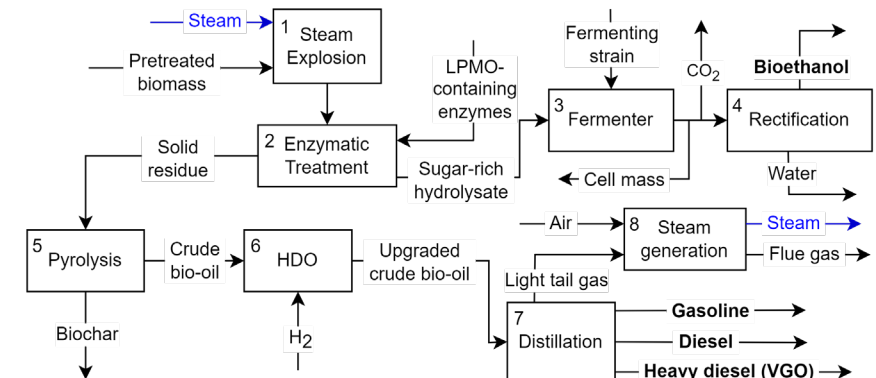 Steam
1
Steam
Explosion
Pretreated
biomass
LPMO-
containing
enzymes
Fermenting
strain
CO2
Bioethanol
3
Fermenter
4
Rectification
2
Enzymatic
Treatment
Solid
residue
Sugar-rich
hydrolysate
Cell mass
Water
5
Pyrolysis
Crude
bio-oil
6
HDO
Upgraded
crude bio-oil
Air
8
Steam
generation
Steam
Flue gas
Light tail gas
Biochar
H2
7
Distillation
Gasoline
Diesel
Heavy diesel (VGO)